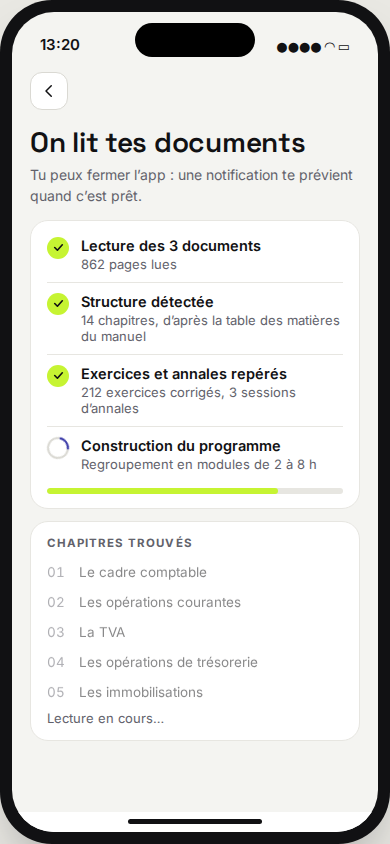 13:20
On lit tes documents
Tu peux fermer l’app : une notification te prévient
quand c’est prêt.
Lecture des 3 documents
862 pages lues
Structure détectée
14 chapitres, d’après la table des matières
du manuel
Exercices et annales repérés
212 exercices corrigés, 3 sessions
d’annales
Construction du programme
Regroupement en modules de 2 à 8 h
CHAPITRES TROUVÉS
01 Le cadre comptable
02 Les opérations courantes
03 La TVA
04 Les opérations de trésorerie
05 Les immobilisations
Lecture en cours…